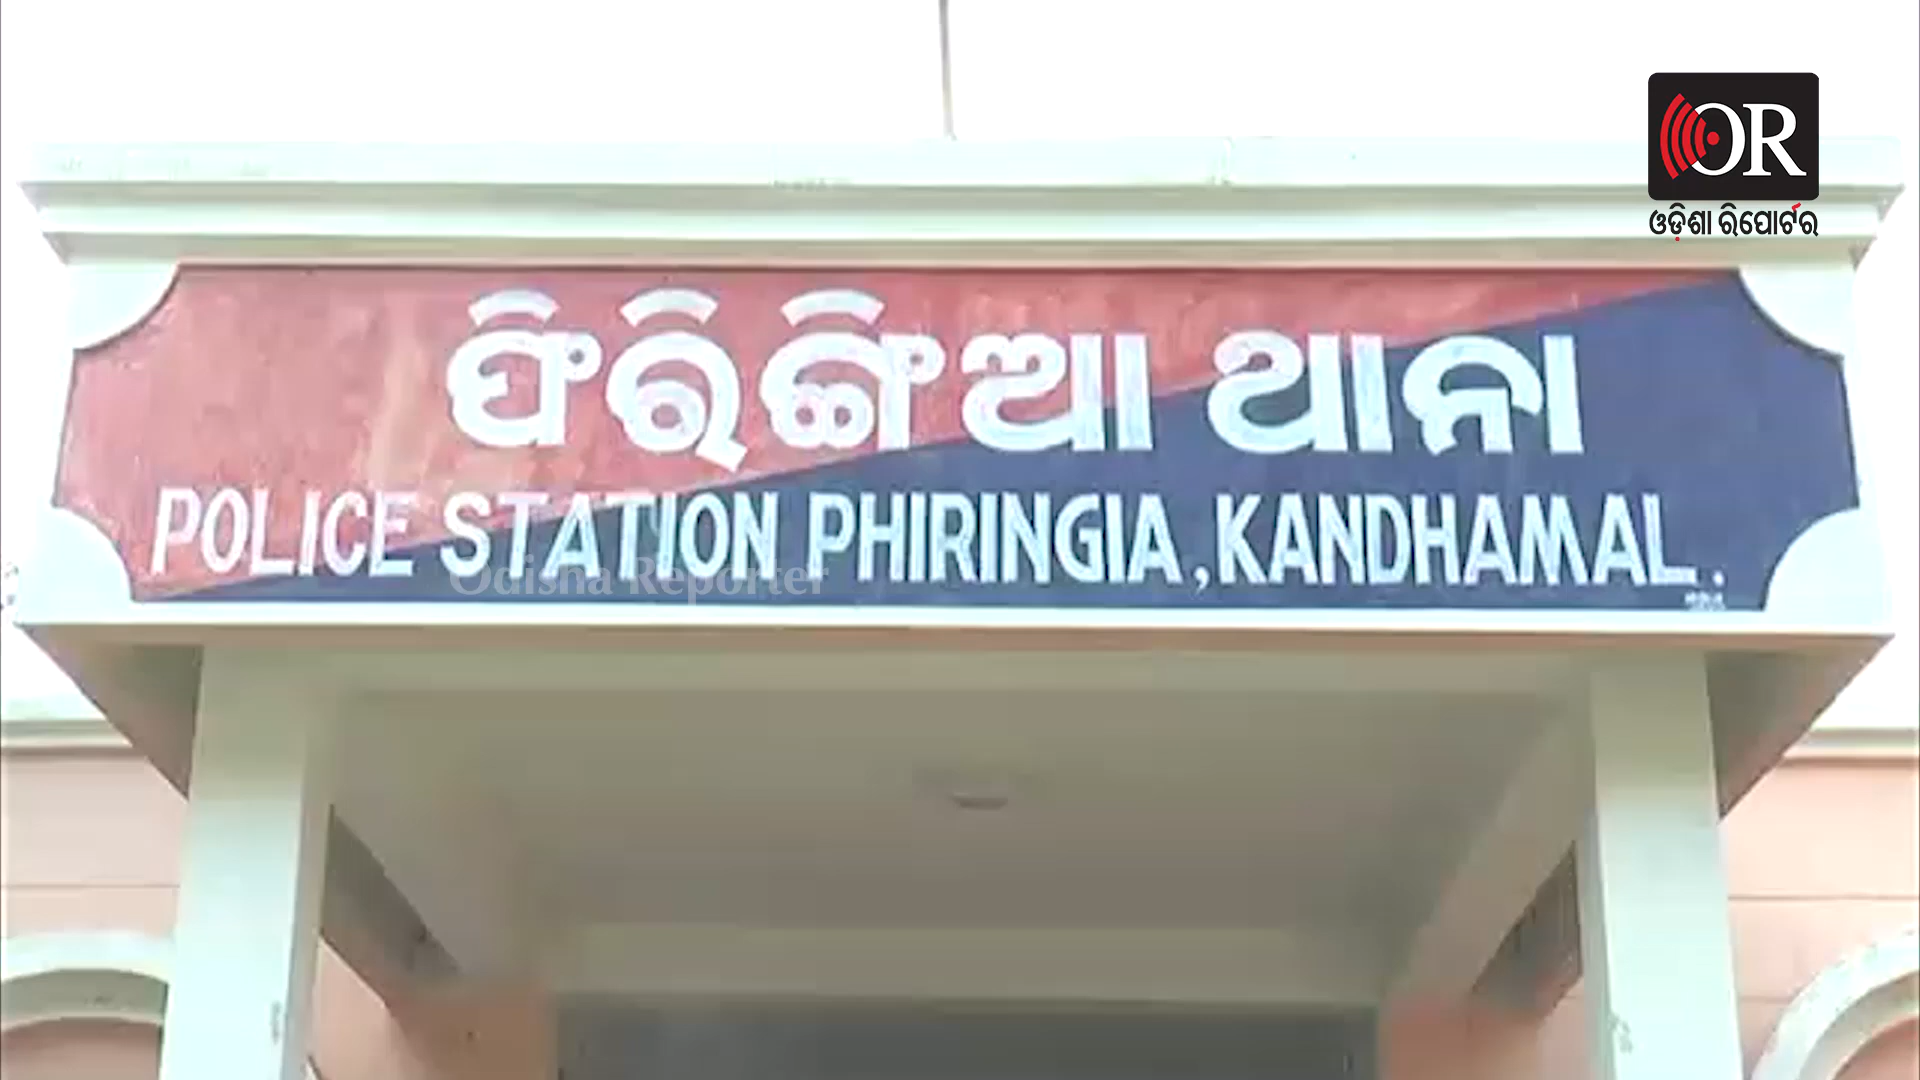 OR
ଓଡ଼ିଶା ରିପୋର୍ଟର
ଫିରିଙ୍ଗିଆ ଥାନା
POLICE STATION PHIRINGIA, KANDHAMAL.
Odisha Reporter